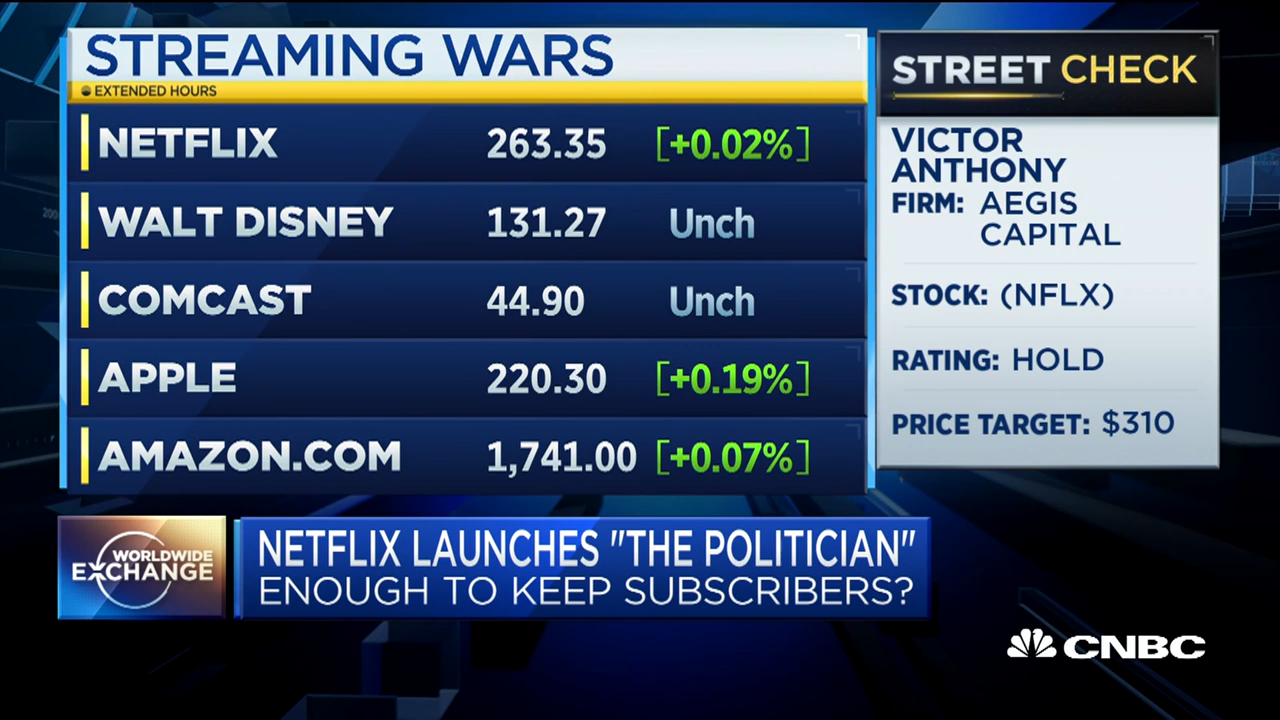 STREAMING WARS
EXTENDED HOURS
NETFLIX 263.35 [+0.02%]
WALT DISNEY 131.27 Unch
COMCAST 44.90 Unch
APPLE 220.30 [+0.19%]
AMAZON.COM 1,741.00 [+0.07%]
STREET CHECK
VICTOR
ANTHONY
FIRM: AEGIS
CAPITAL
STOCK: (NFLX)
RATING: HOLD
PRICE TARGET: $310
WORLDWIDE
EXCHANGE
NETFLIX LAUNCHES "THE POLITICIAN"
ENOUGH TO KEEP SUBSCRIBERS?
CNBC